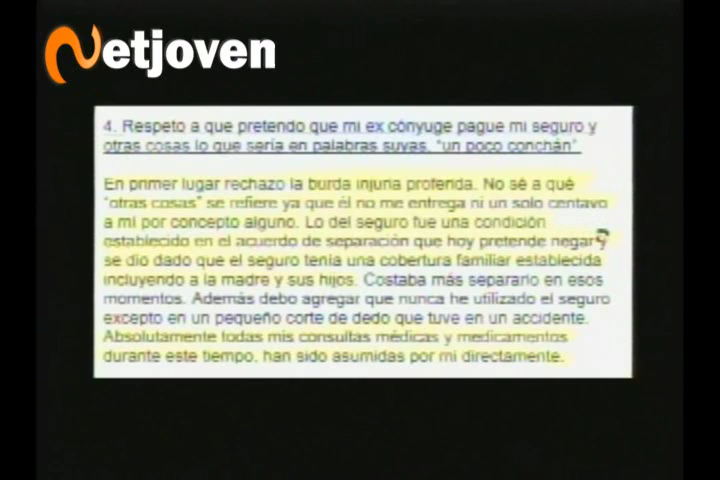 netjoven
4. Respeto a que pretendo que mi ex cónyuge pague mi seguro y
otras cosas lo que sería en palabras suyas, "un poco conchán".
En primer lugar rechazo la burda injuria proferida. No sé a qué
"otras cosas" se refiere ya que él no me entrega ni un solo centavo
a mi por concepto alguno. Lo del seguro fue una condición
establecido en el acuerdo de separación que hoy pretende negar y
se dio dado que el seguro tenía una cobertura familiar establecida
incluyendo a la madre y sus hijos. Costaba más separarlo en esos
momentos. Además debo agregar que nunca he utilizado el seguro
excepto en un pequeño corte de dedo que tuve en un accidente.
Absolutamente todas mis consultas médicas y medicamentos
durante este tiempo, han sido asumidas por mi directamente.